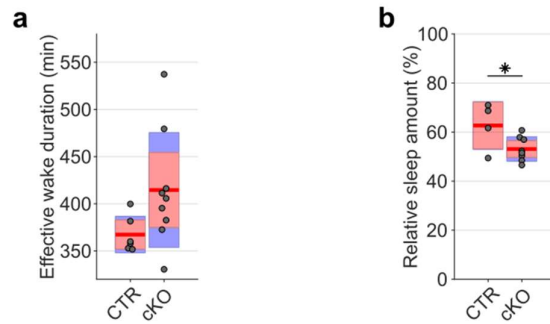 a
Effective wake duration (min)
550
500
450
400
350
CTR
cKO
b
Relative sleep amount (%)
100
80
60
40
20
0
*
CTR
cKO